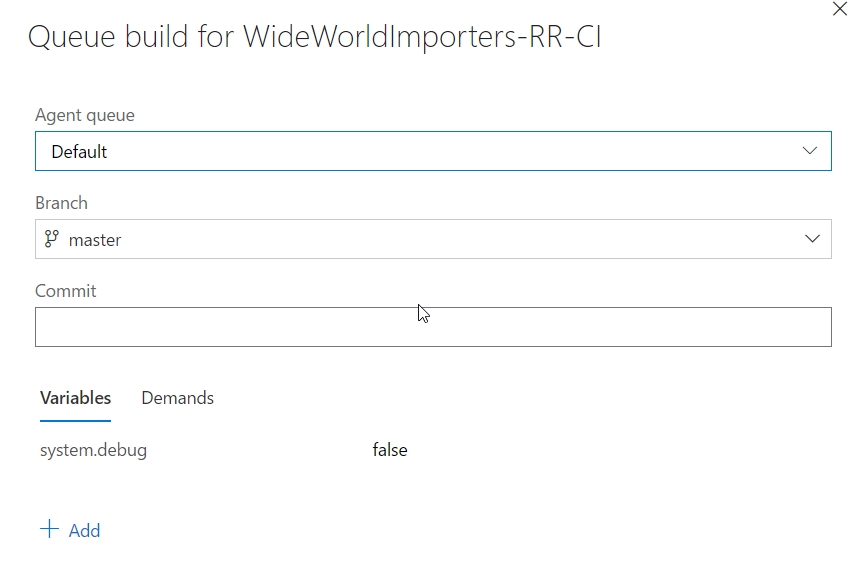 Queue build for WideWorldImporters-RR-CI
Agent queue
Default
Branch
master
Commit
Variables Demands
system.debug false
Add